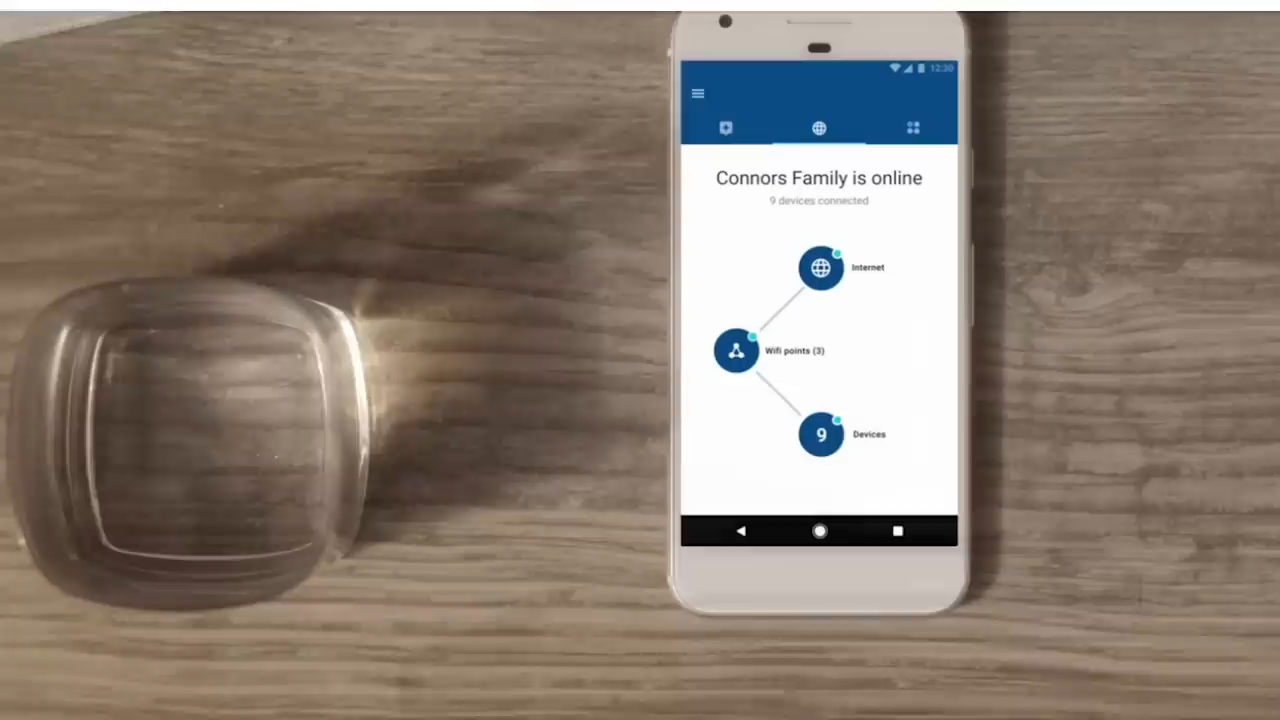 12:30
Connors Family is online
9 devices connected
Internet
Wifi points (3)
9
Devices